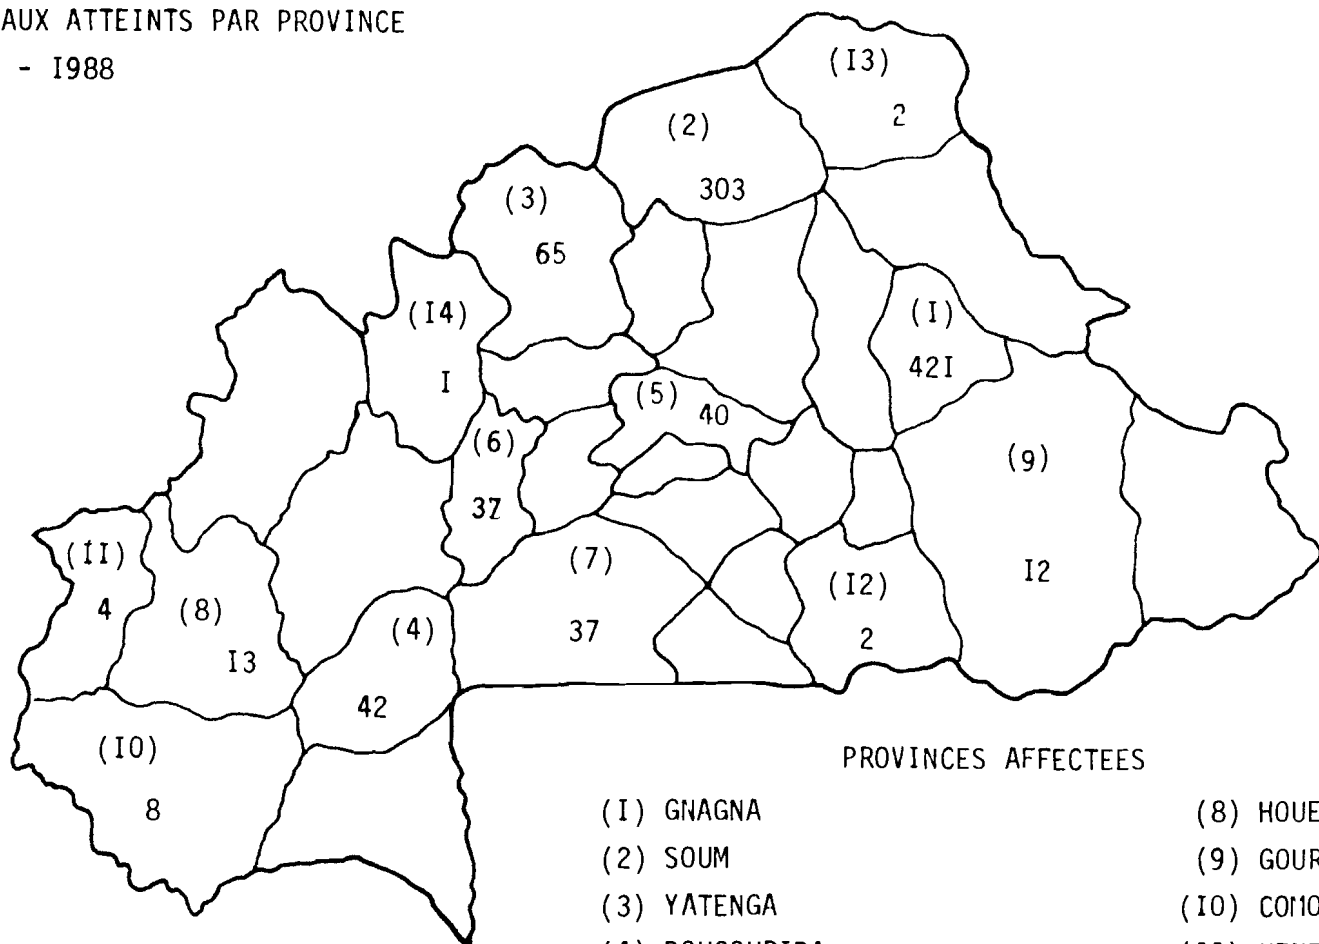 AUX ATTEINTS PAR PROVINCE
- I988
(I3)
2
(2)
303
(3)
65
(I4)
I
(I)
42I
(5) 40
(6)
37
(9)
I2
(II)
4
(8)
I3
(7)
37
(I2)
2
(4)
42
(I0)
8
PROVINCES AFFECTEES
(I) GNAGNA
(8) HOUE
(2) SOUM
(9) GOUR
(3) YATENGA
(I0) COMO